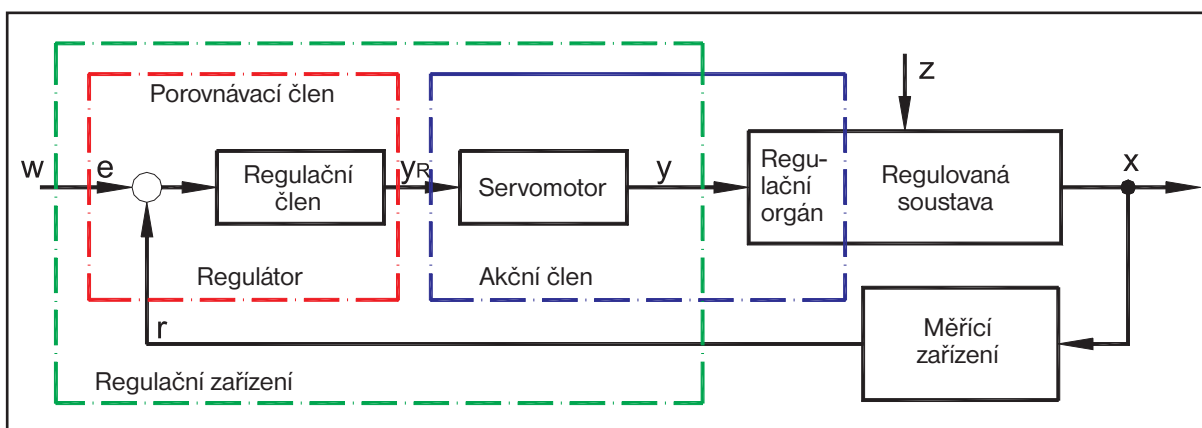 z
Porovnávací člen
w
e
Regulační
člen
yR
Servomotor
y
Regu-
lační
orgán
Regulovaná
soustava
x
Regulátor
Akční člen
r
Měřící
zařízení
Regulační zařízení